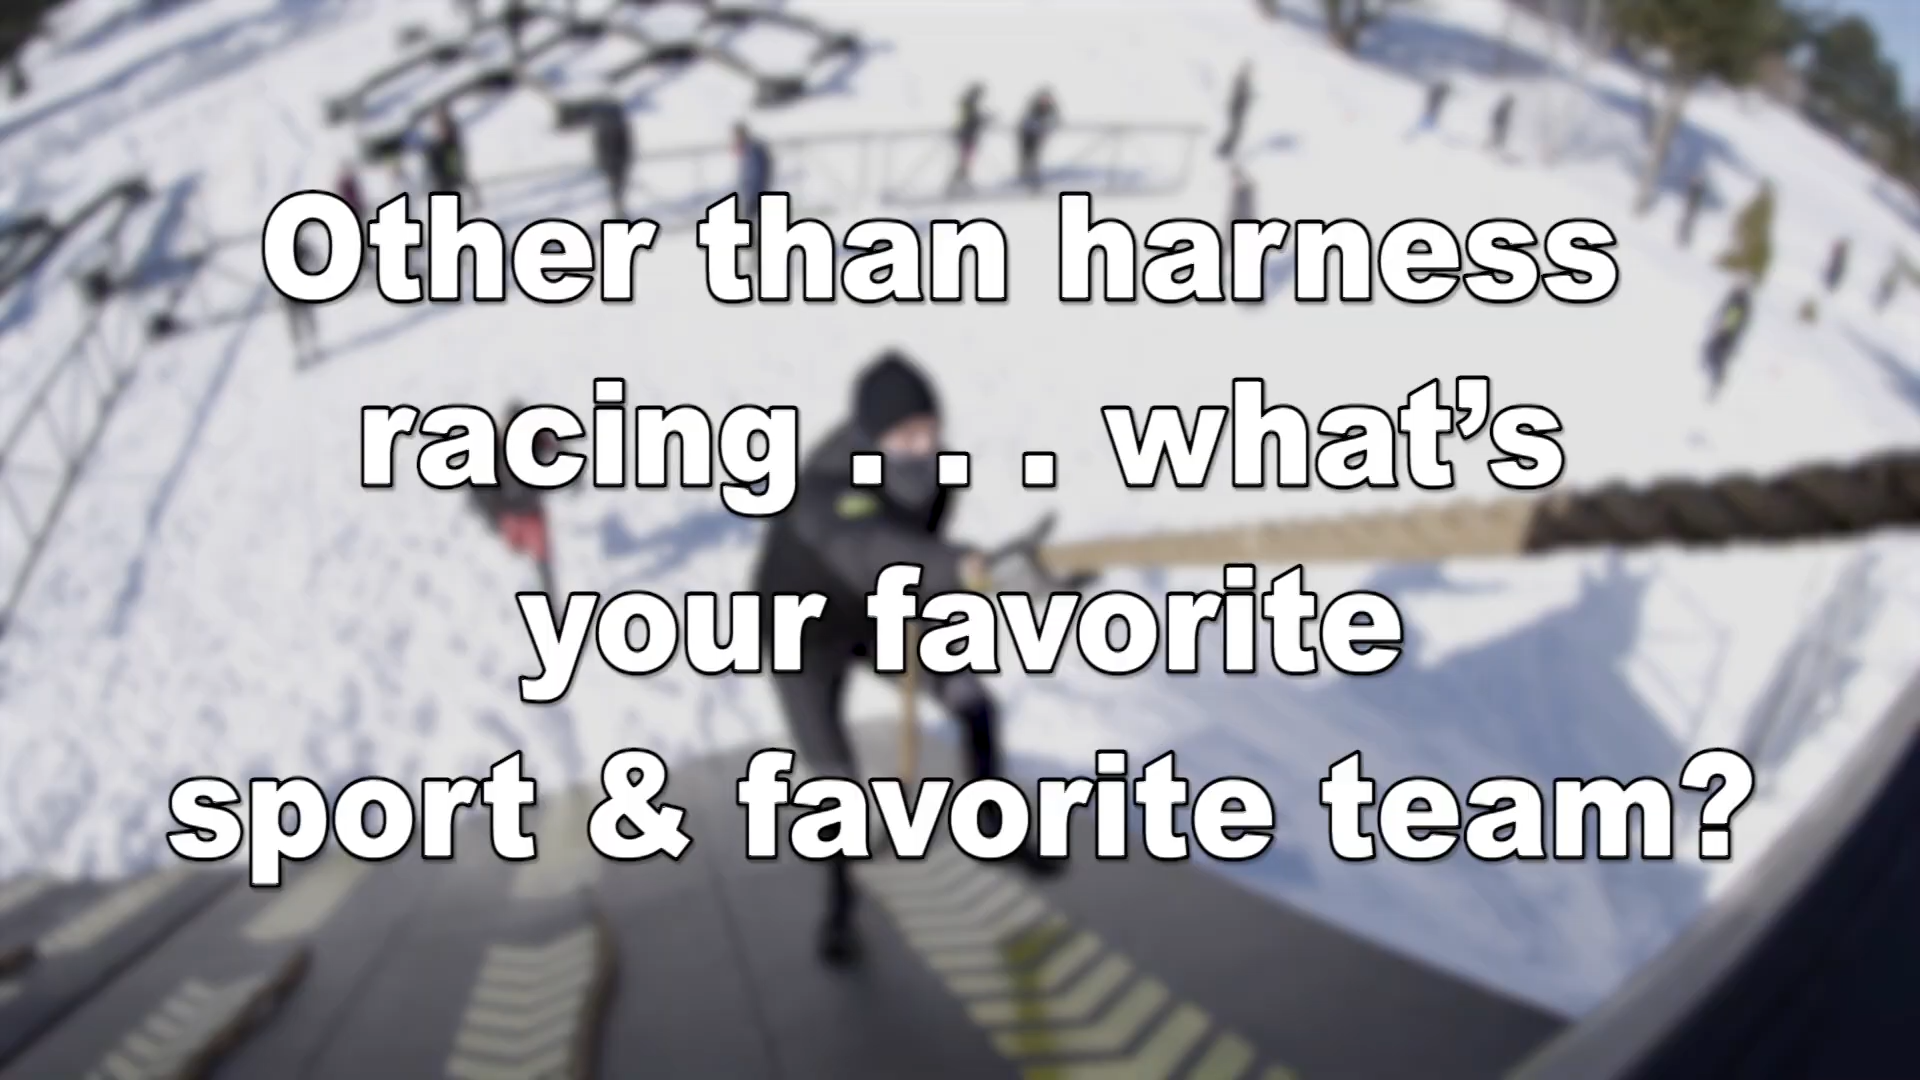 Other than harness
racing . . . what’s
your favorite
sport & favorite team?